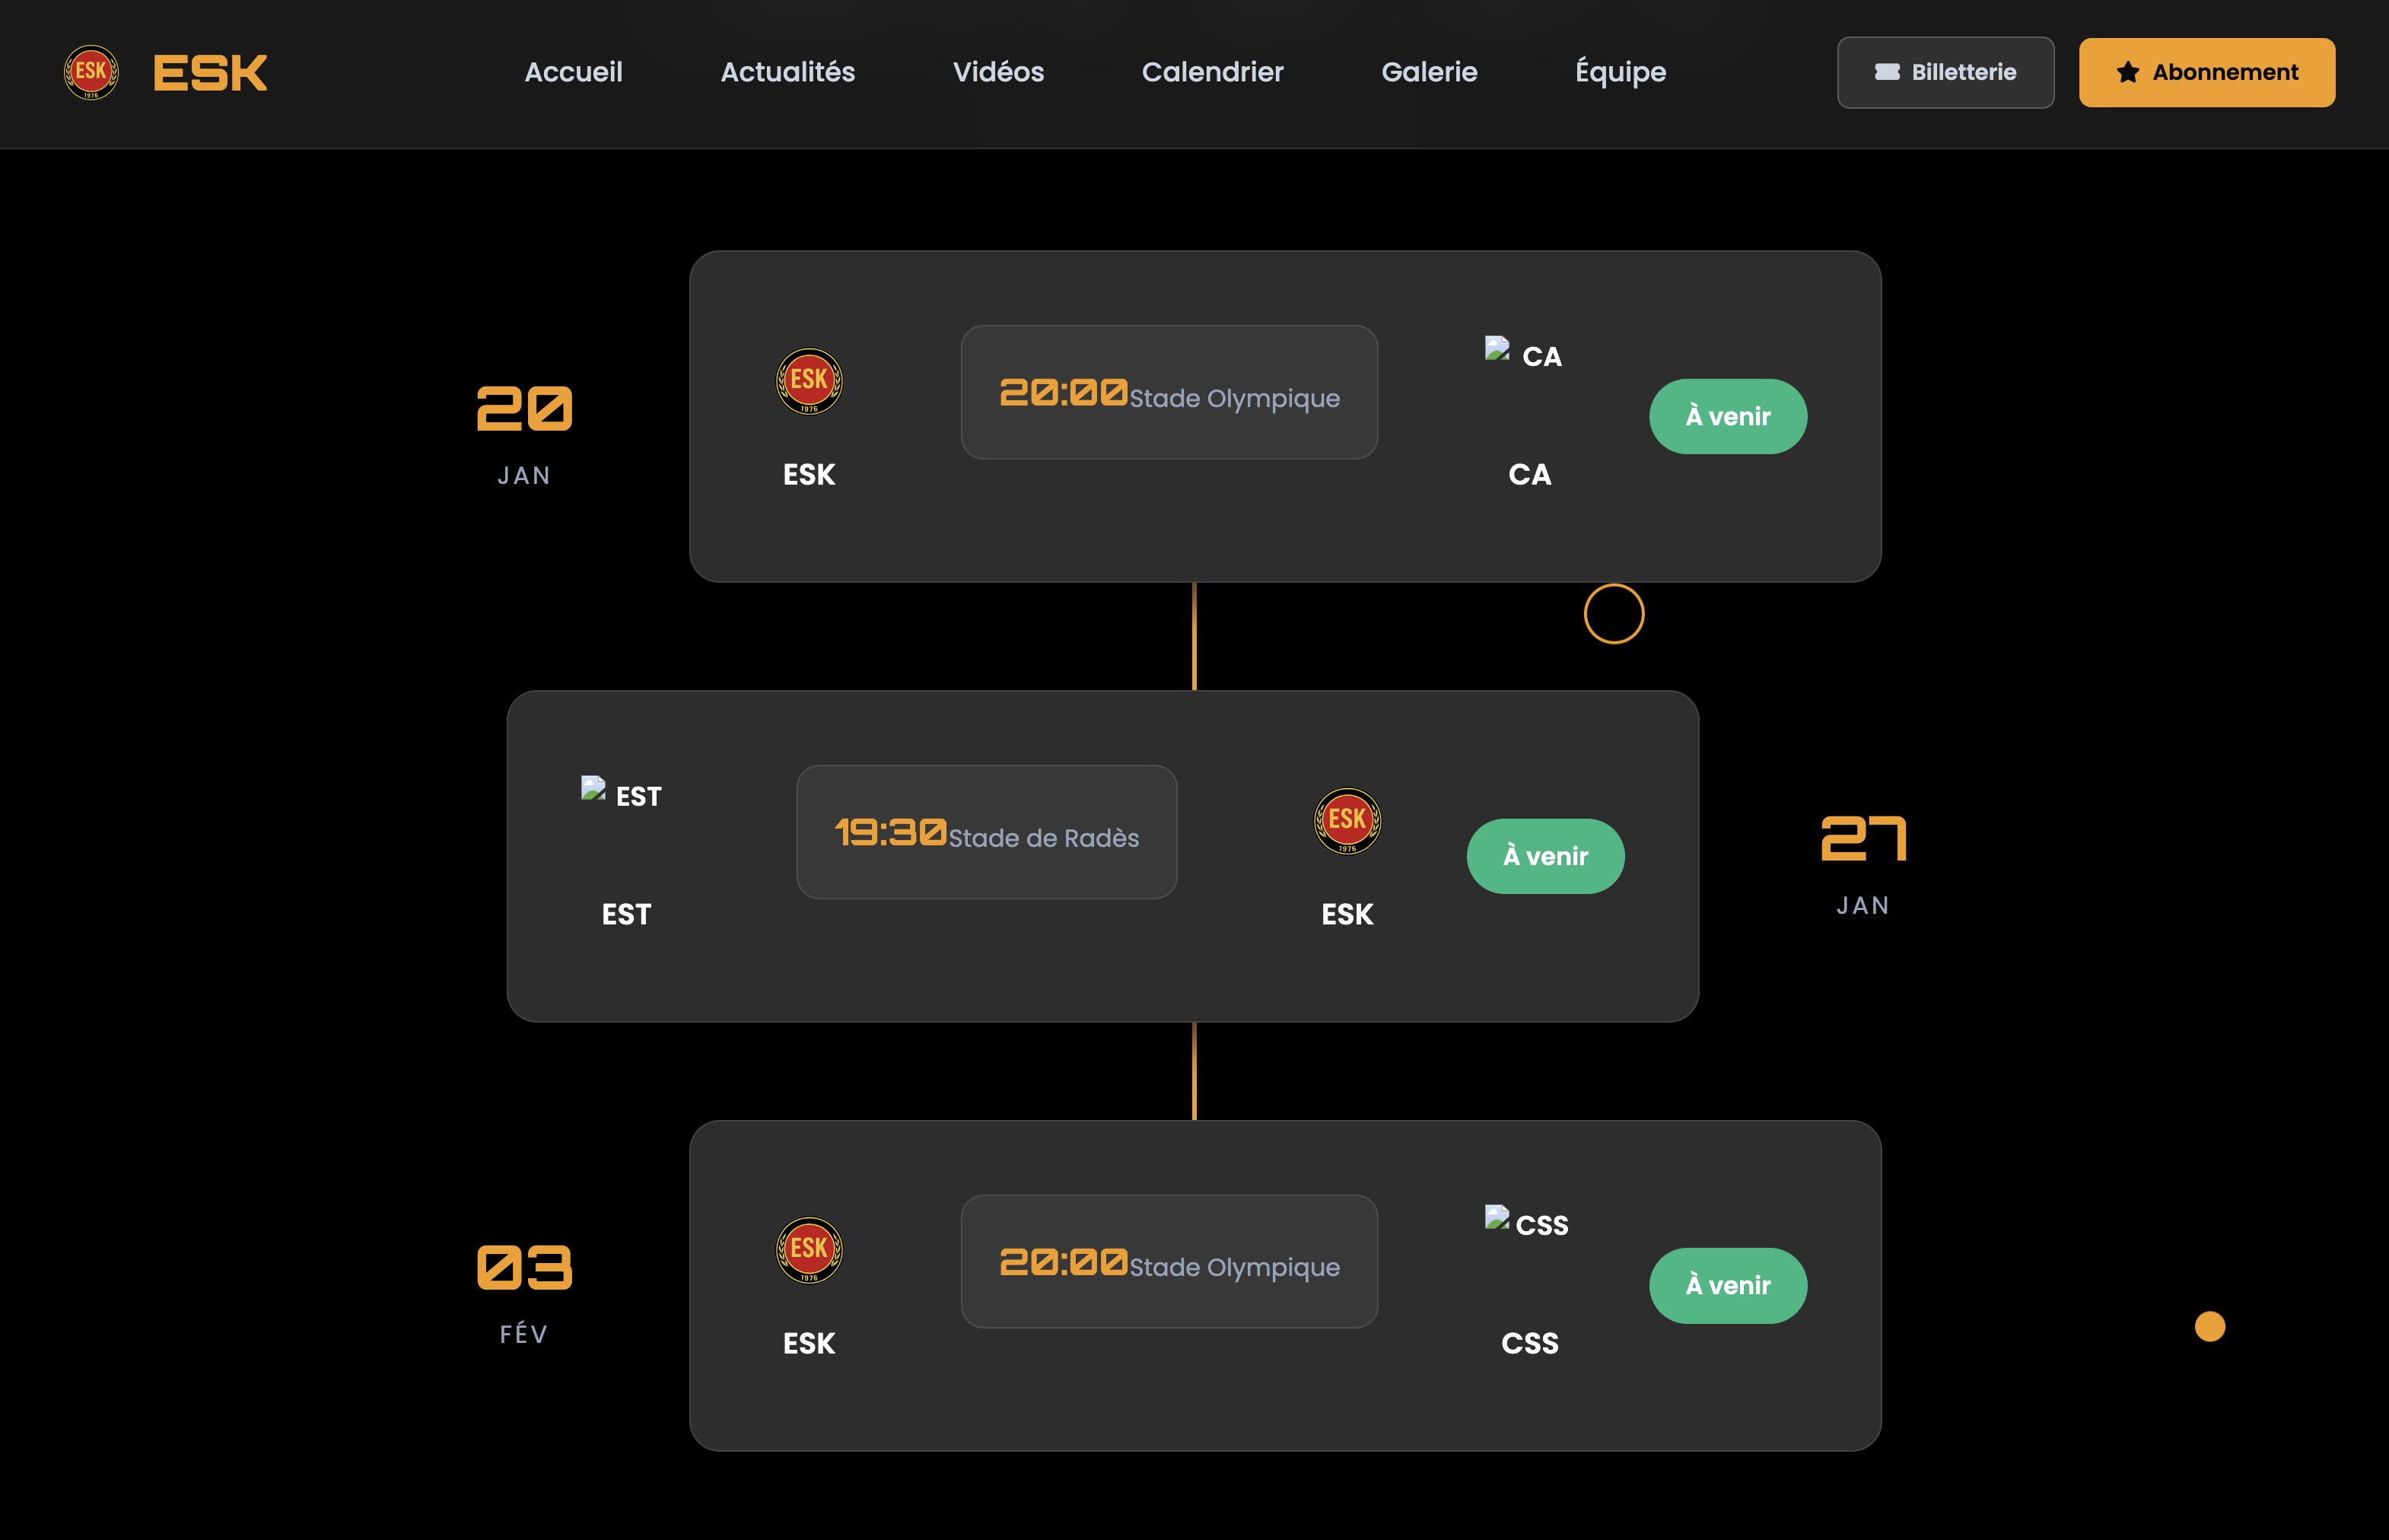 ESK 1976 ESK Accueil Actualités Vidéos Calendrier Galerie Équipe Billetterie Abonnement
20
JAN
ESK
1976
ESK
20:00 Stade Olympique
CA
CA
À venir
EST
EST
19:30 Stade de Radès
ESK
1976
ESK
À venir
27
JAN
03
FÉV
ESK
1976
ESK
20:00 Stade Olympique
CSS
CSS
À venir